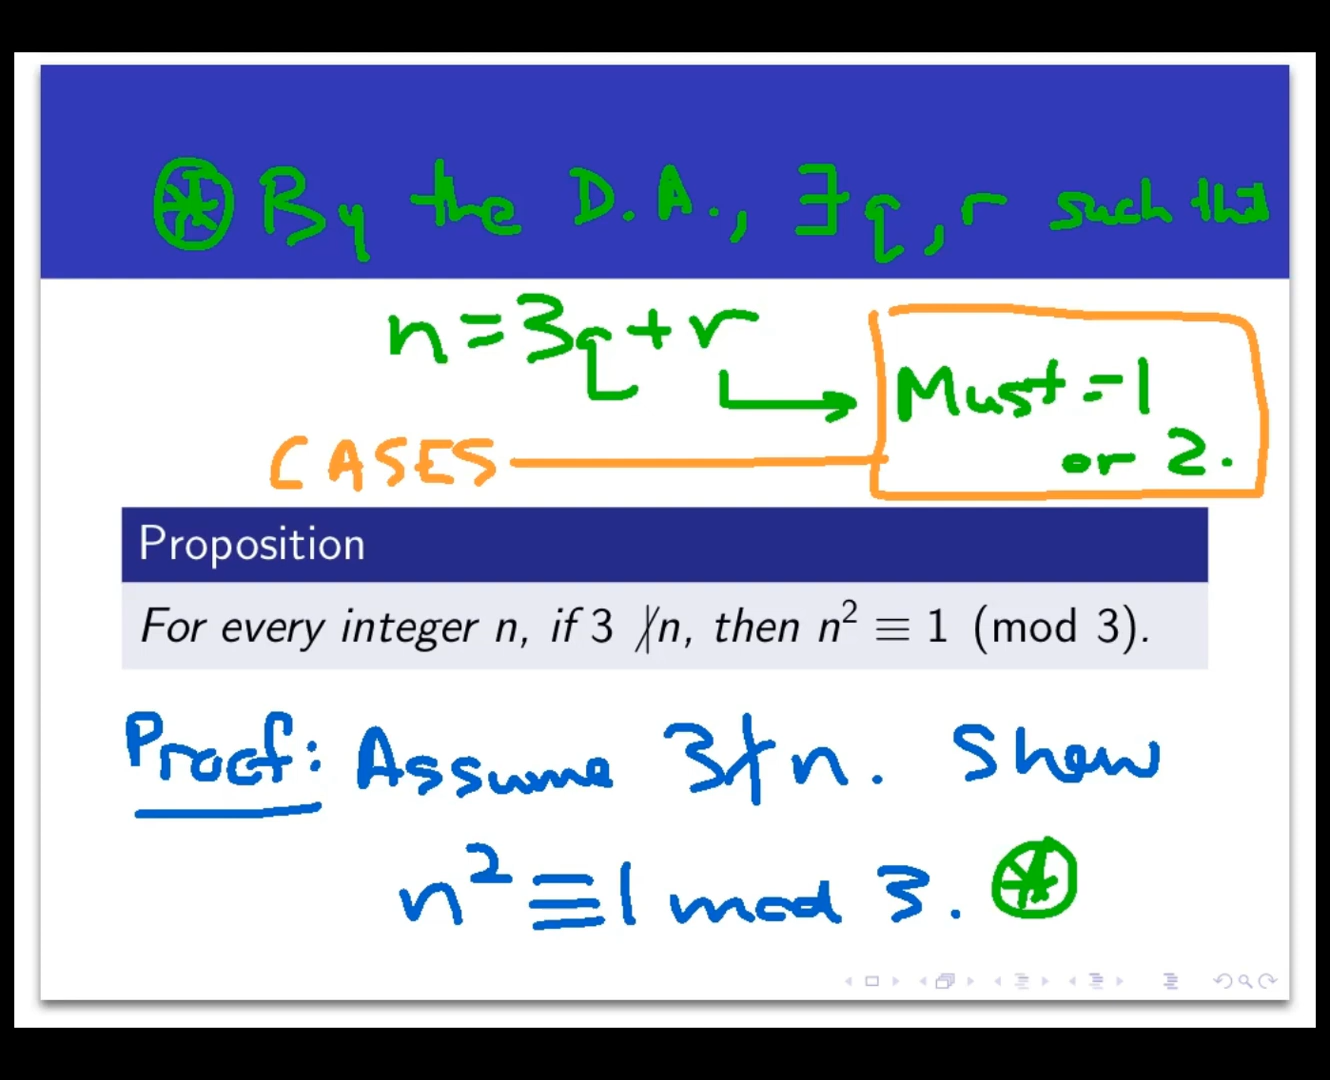 ⊛ By the D.A., ∃ q, r such that
n = 3q + r
Must = 1
or 2.
CASES
Proposition
For every integer n, if 3 ∤ n, then n² ≡ 1 (mod 3).
Proof: Assume 3 ∤ n. Show
n² ≡ 1 mod 3. ⊛